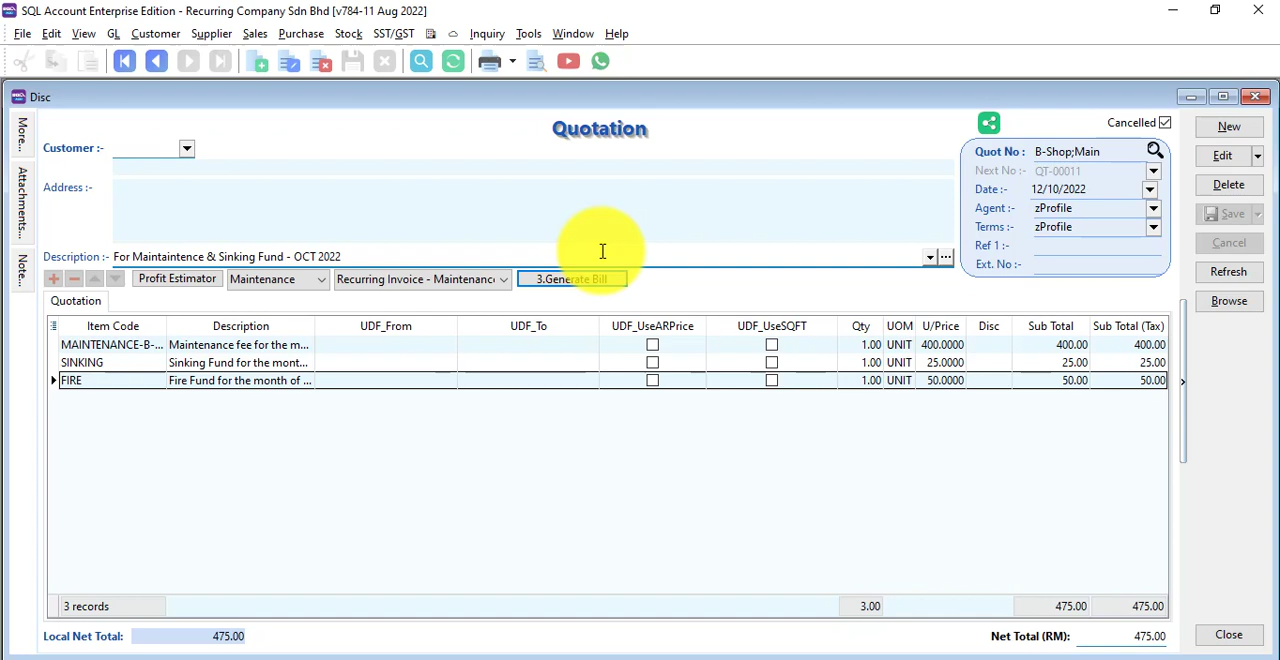 SQL Account Enterprise Edition - Recurring Company Sdn Bhd [v784-11 Aug 2022]
File Edit View GL Customer Supplier Sales Purchase Stock SST/GST Inquiry Tools Window Help
Disc
More...
Attachments...
Note...
Quotation
Cancelled
Customer :-
Address :-
Description :- For Maintaintence & Sinking Fund - OCT 2022
Quot No : B-Shop;Main
Next No :- QT-00011
Date :- 12/10/2022
Agent :- zProfile
Terms :- zProfile
Ref 1 :-
Ext. No :-
New
Edit
Delete
Save
Cancel
Refresh
Browse
Profit Estimator Maintenance Recurring Invoice - Maintenanc 3.Generate Bill
Quotation
Item Code Description UDF_From UDF_To UDF_UseARPrice UDF_UseSQFT Qty UOM U/Price Disc Sub Total Sub Total (Tax)
MAINTENANCE-B-... Maintenance fee for the m... 1.00 UNIT 400.0000 400.00 400.00
SINKING Sinking Fund for the mont... 1.00 UNIT 25.0000 25.00 25.00
FIRE Fire Fund for the month of ... 1.00 UNIT 50.0000 50.00 50.00
3 records 3.00 475.00 475.00
Local Net Total: 475.00 Net Total (RM): 475.00
Close